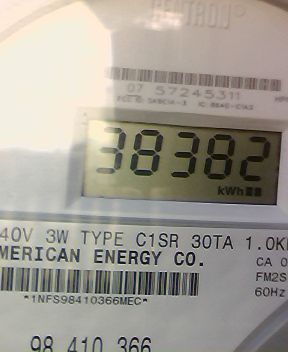 CENTRON®
07 57245311
38382
kWh
40V 3W TYPE C1SR 30TA 1.0K
MERICAN ENERGY CO.
CA 0
FM2S
*1NFS98410366MEC*
60Hz
98 410 366